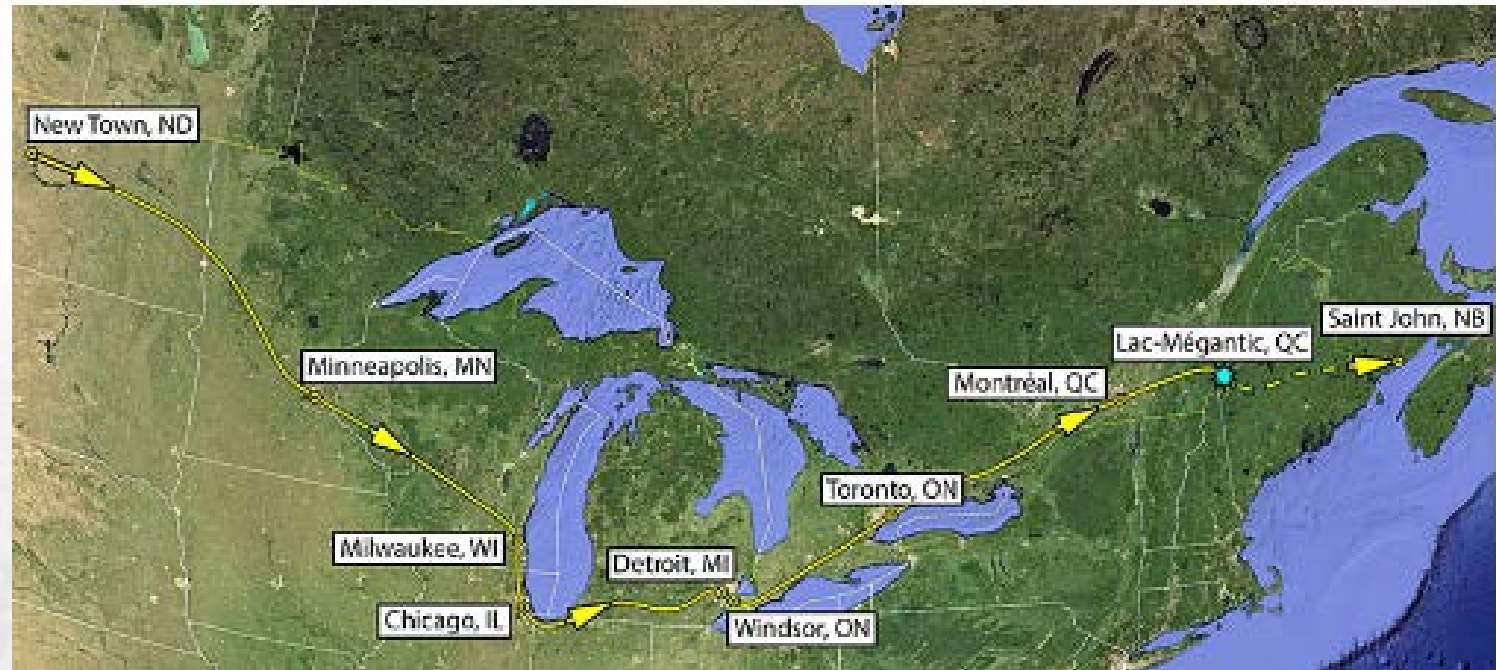 New Town, ND
Minneapolis, MN
Milwaukee, WI
Chicago, IL
Detroit, MI
Windsor, ON
Toronto, ON
Montréal, QC
Lac-Mégantic, QC
Saint John, NB